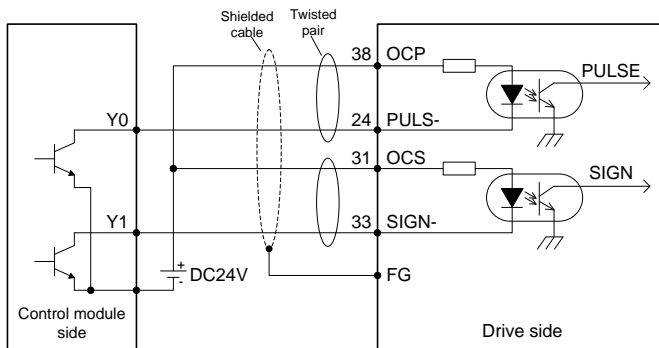 Shielded
cable
Twisted
pair
38 OCP
PULSE
Y0
24 PULS-
31 OCS
SIGN
Y1
33 SIGN-
+
-
DC24V
FG
Control module
side
Drive side